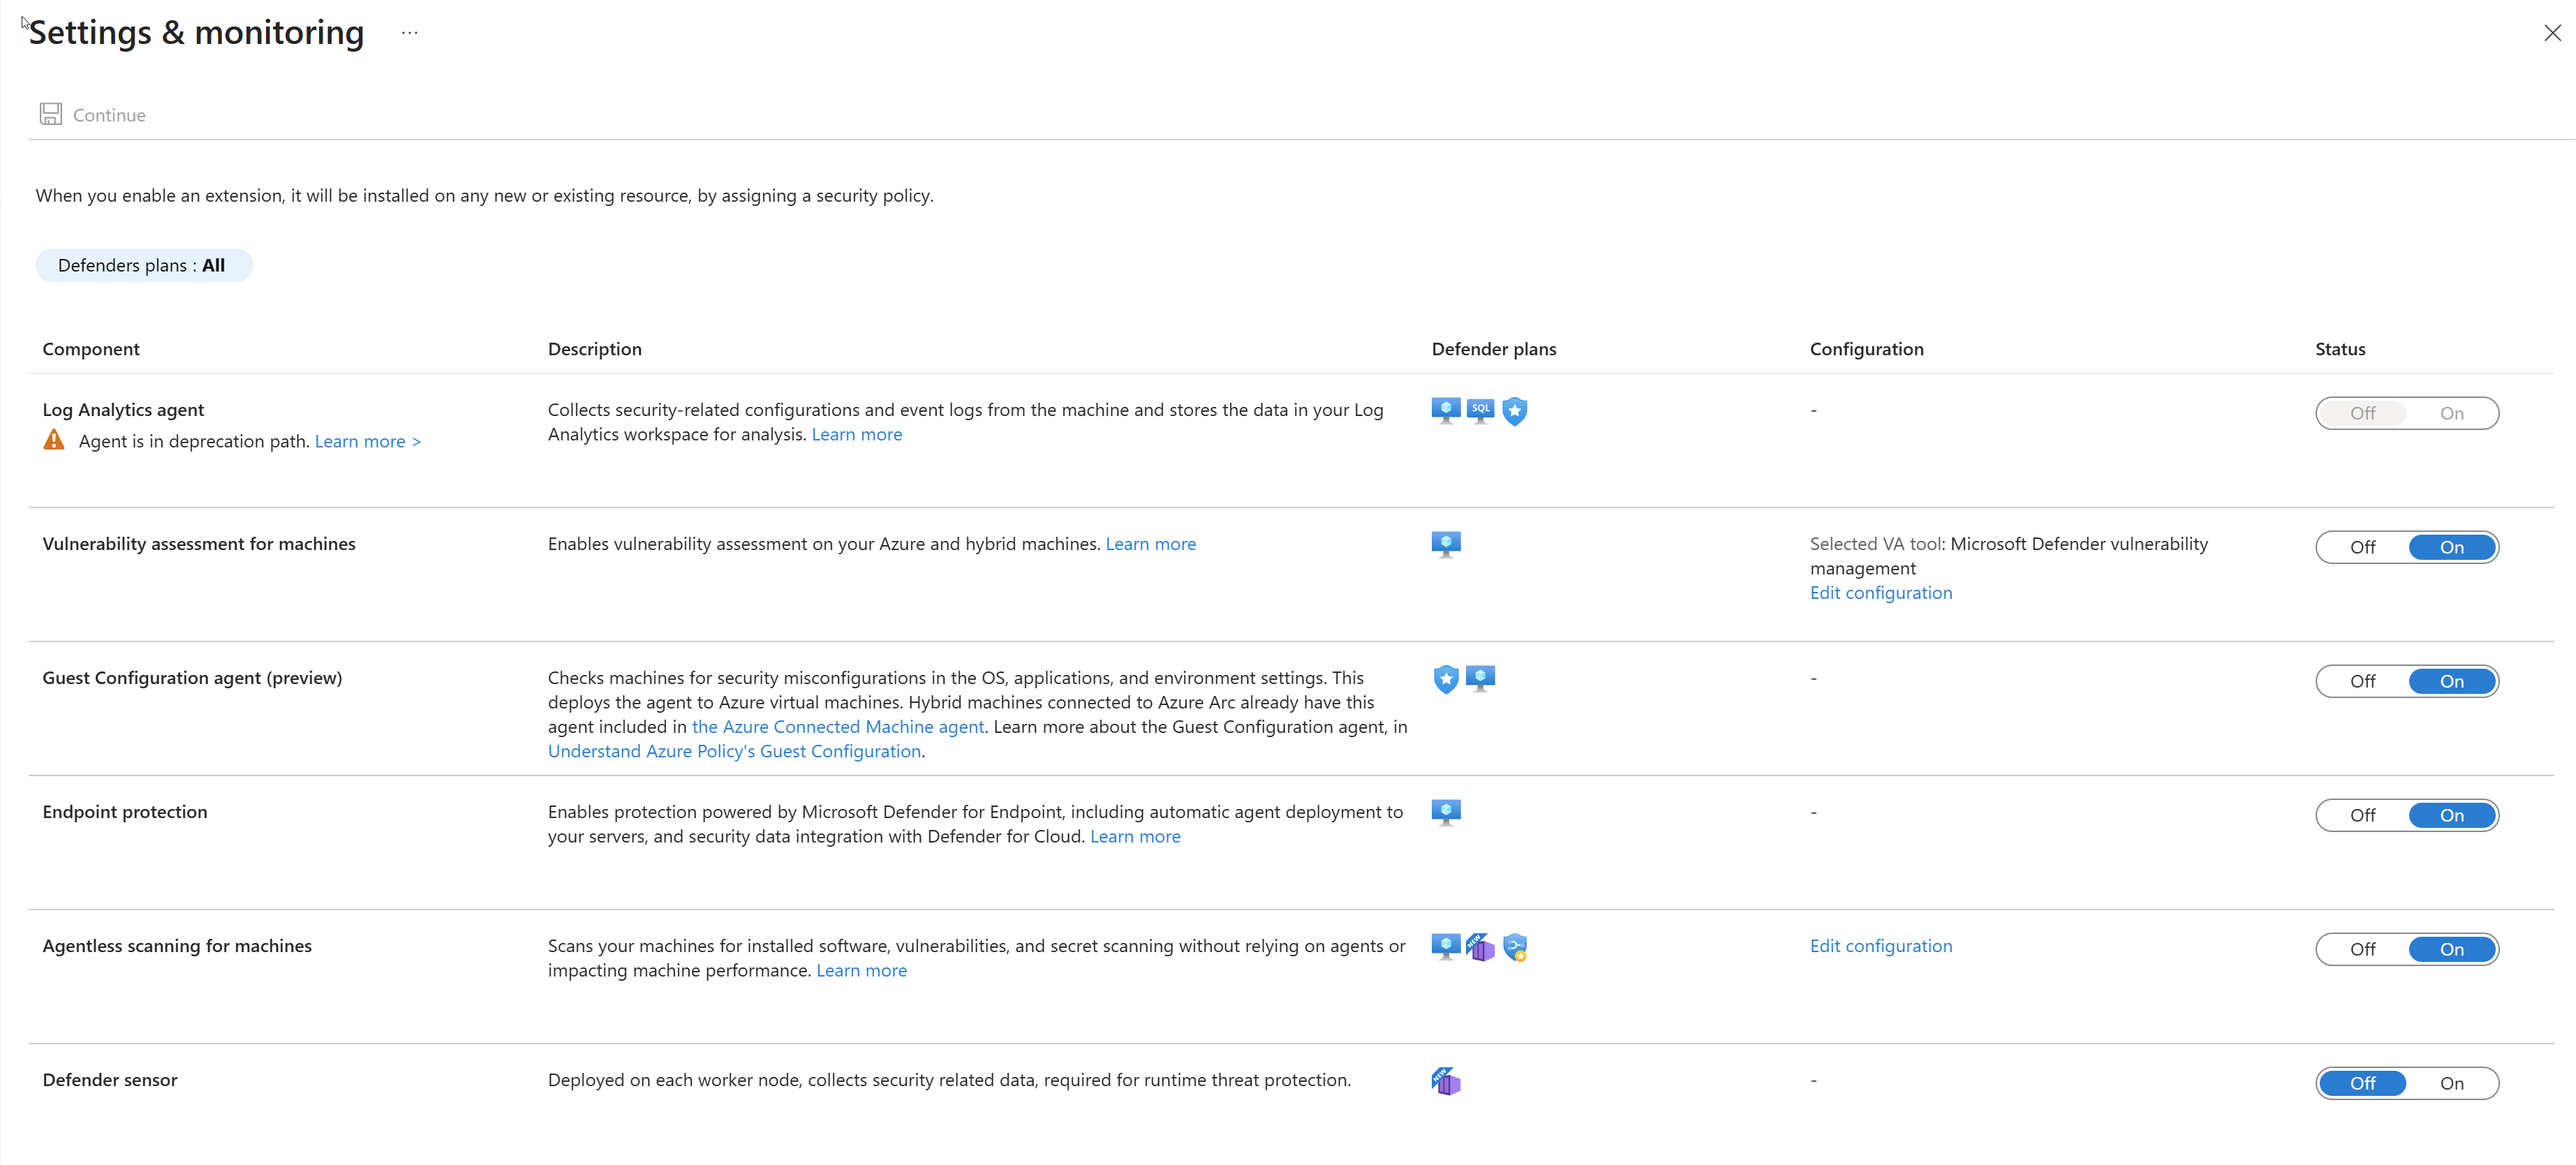 Settings & monitoring ...
Continue
When you enable an extension, it will be installed on any new or existing resource, by assigning a security policy.
Defenders plans : All
Component Description Defender plans Configuration Status
Log Analytics agent
Agent is in deprecation path. Learn more >
Collects security-related configurations and event logs from the machine and stores the data in your Log
Analytics workspace for analysis. Learn more
SQL
-
Off On
Vulnerability assessment for machines
Enables vulnerability assessment on your Azure and hybrid machines. Learn more
Selected VA tool: Microsoft Defender vulnerability
management
Edit configuration
Off On
Guest Configuration agent (preview)
Checks machines for security misconfigurations in the OS, applications, and environment settings. This
deploys the agent to Azure virtual machines. Hybrid machines connected to Azure Arc already have this
agent included in the Azure Connected Machine agent. Learn more about the Guest Configuration agent, in
Understand Azure Policy's Guest Configuration.
-
Off On
Endpoint protection
Enables protection powered by Microsoft Defender for Endpoint, including automatic agent deployment to
your servers, and security data integration with Defender for Cloud. Learn more
-
Off On
Agentless scanning for machines
Scans your machines for installed software, vulnerabilities, and secret scanning without relying on agents or
impacting machine performance. Learn more
NEW
Edit configuration
Off On
Defender sensor
Deployed on each worker node, collects security related data, required for runtime threat protection.
NEW
-
Off On